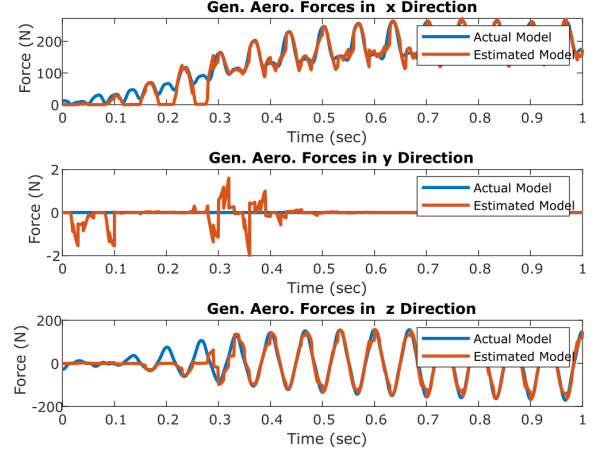 Gen. Aero. Forces in x Direction
Force (N)
200
100
0
Actual Model
Estimated Model
0 0.1 0.2 0.3 0.4 0.5 0.6 0.7 0.8 0.9 1
Time (sec)
Gen. Aero. Forces in y Direction
Force (N)
2
0
-2
Actual Model
Estimated Model
0 0.1 0.2 0.3 0.4 0.5 0.6 0.7 0.8 0.9 1
Time (sec)
Gen. Aero. Forces in z Direction
Force (N)
200
0
-200
Actual Model
Estimated Model
0 0.1 0.2 0.3 0.4 0.5 0.6 0.7 0.8 0.9 1
Time (sec)